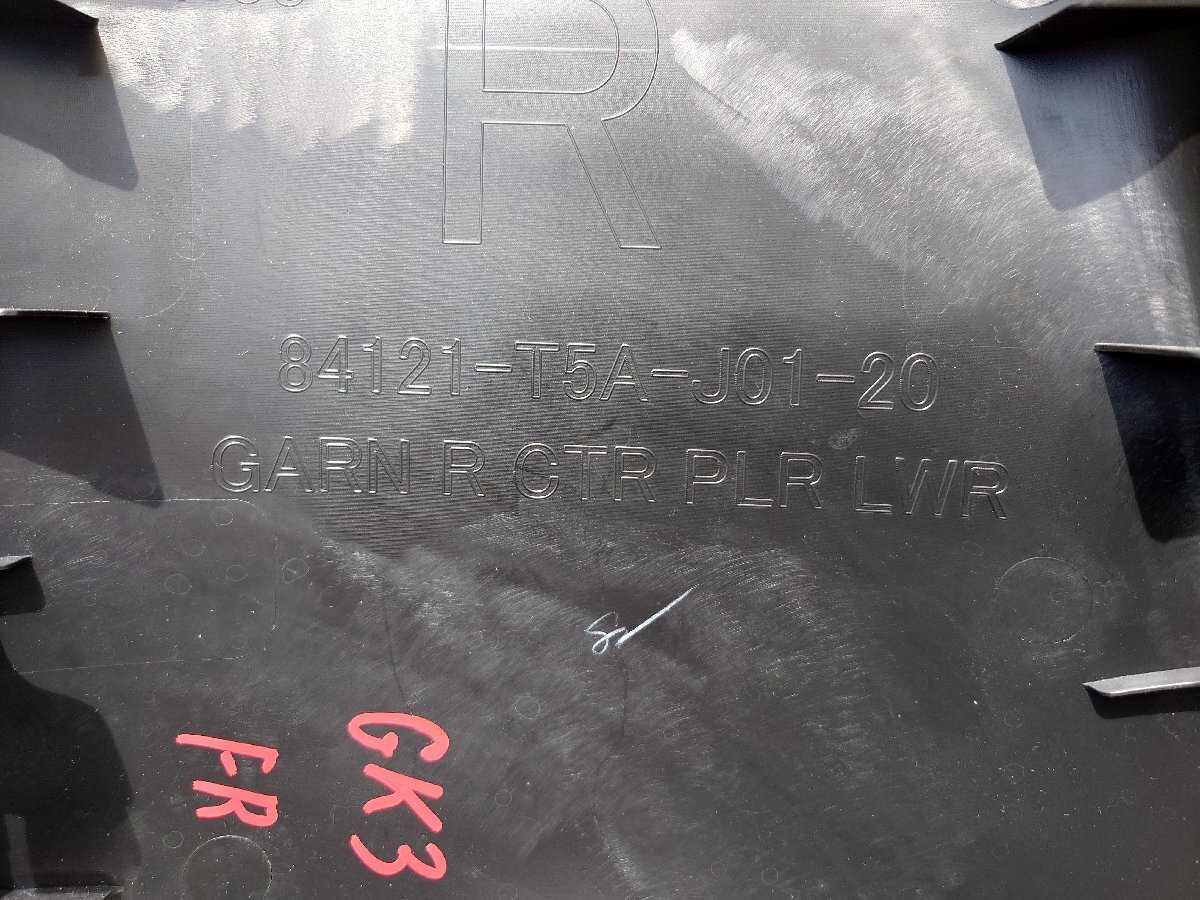 R
84121-T5A-J01-20
GARN R CTR PLR LWR
GK3
FR